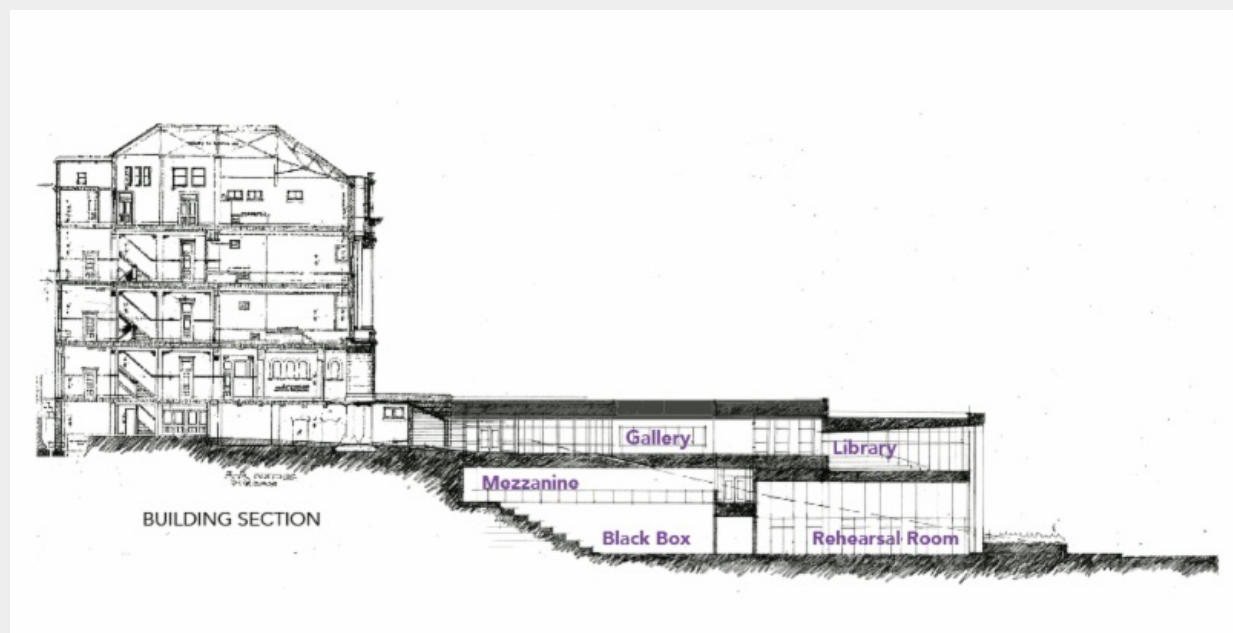 Gallery
Library
Mezzanine
BUILDING SECTION
Black Box
Rehearsal Room